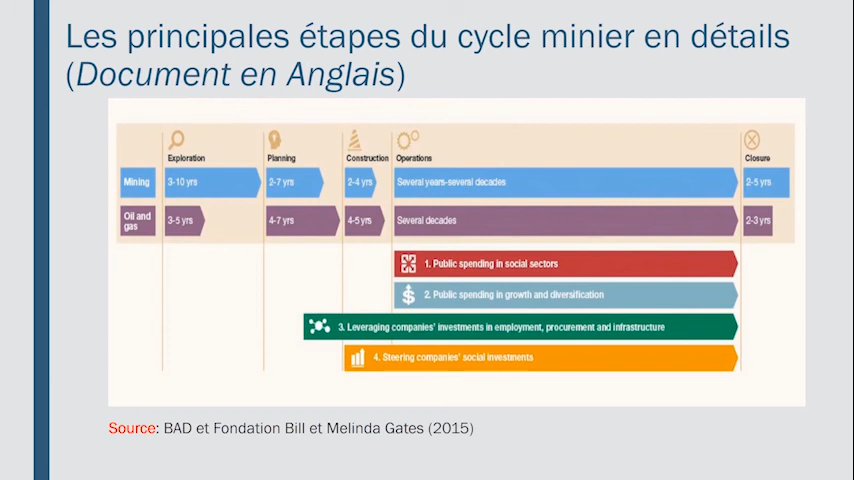 Les principales étapes du cycle minier en détails
(Document en Anglais)
Exploration
Planning
Construction
Operations
Closure
Mining
3-10 yrs
2-7 yrs
2-4 yrs
Several years-several decades
2-5 yrs
Oil and
gas
3-5 yrs
4-7 yrs
4-5 yrs
Several decades
2-3 yrs
1. Public spending in social sectors
2. Public spending in growth and diversification
3. Leveraging companies' investments in employment, procurement and infrastructure
4. Steering companies' social investments
Source: BAD et Fondation Bill et Melinda Gates (2015)